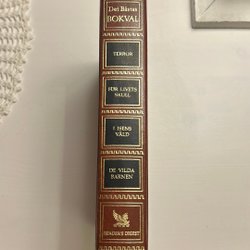 Det Bästas
BOKVAL
TERROR
FÖR LIVETS
SKULL
I ISENS
VÅLD
DE VILDA
BARNEN
READER'S DIGEST